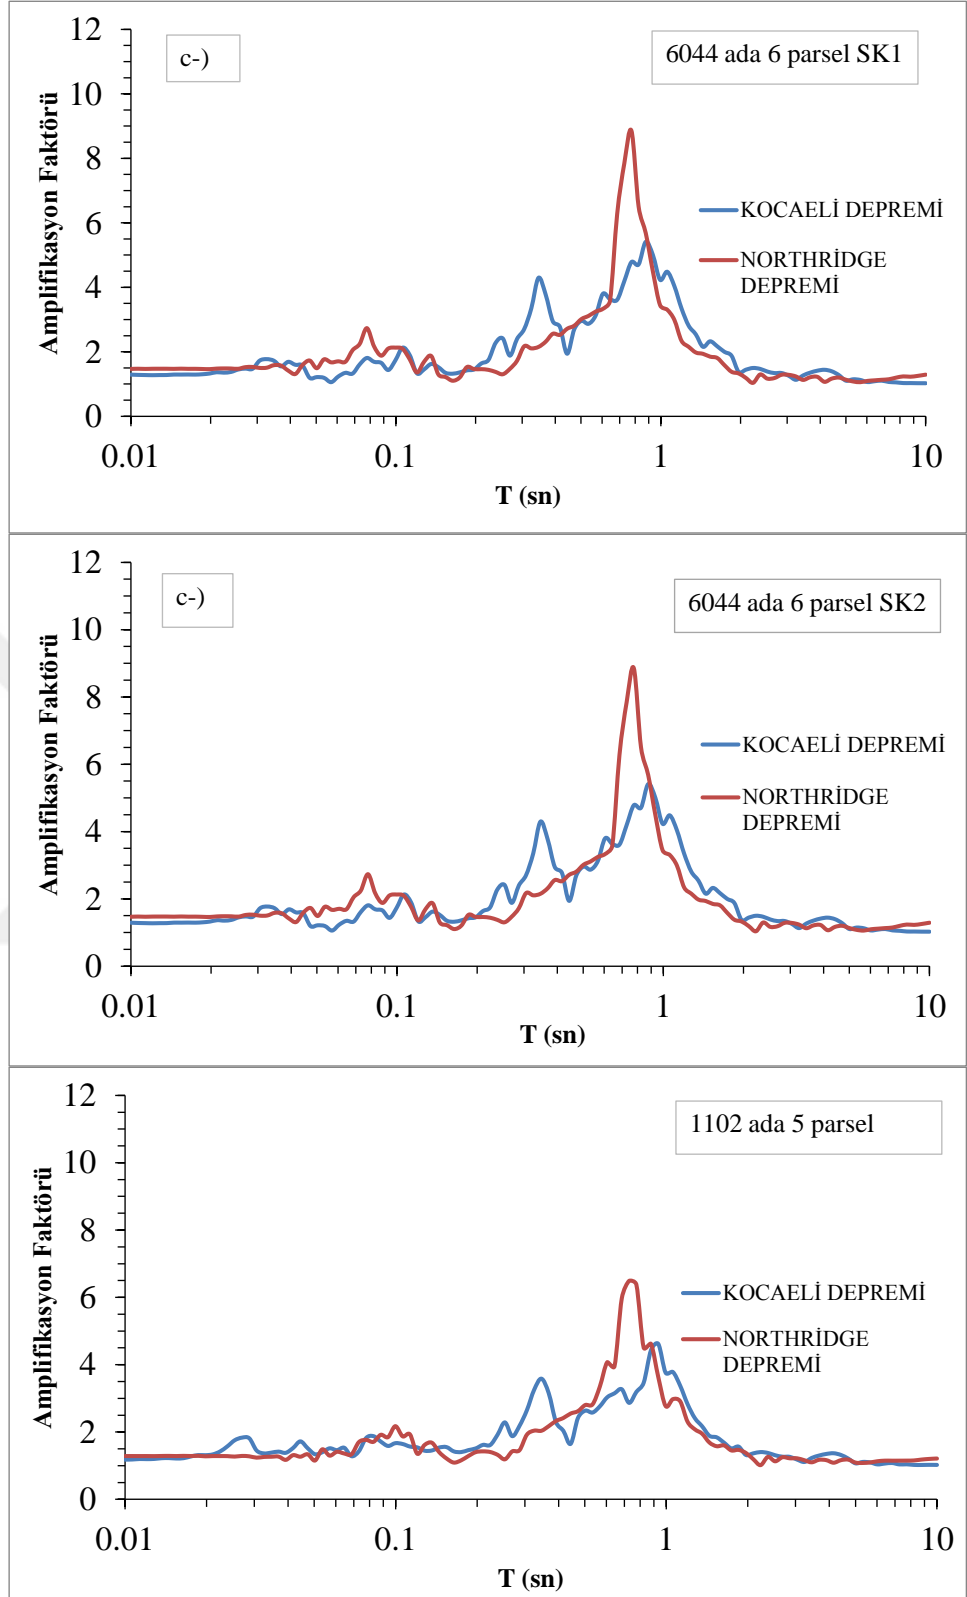 12
c-)
6044 ada 6 parsel SK1
10
8
KOCAELİ DEPREMİ
6
NORTHRİDGE
DEPREMİ
4
2
0
Amplifikasyon Faktörü
0.01 0.1 1 10
T (sn)
12
c-)
6044 ada 6 parsel SK2
10
8
KOCAELİ DEPREMİ
6
NORTHRİDGE
DEPREMİ
4
2
0
Amplifikasyon Faktörü
0.01 0.1 1 10
T (sn)
12
1102 ada 5 parsel
10
8
6
KOCAELİ DEPREMİ
NORTHRİDGE
DEPREMİ
4
2
0
Amplifikasyon Faktörü
0.01 0.1 1 10
T (sn)